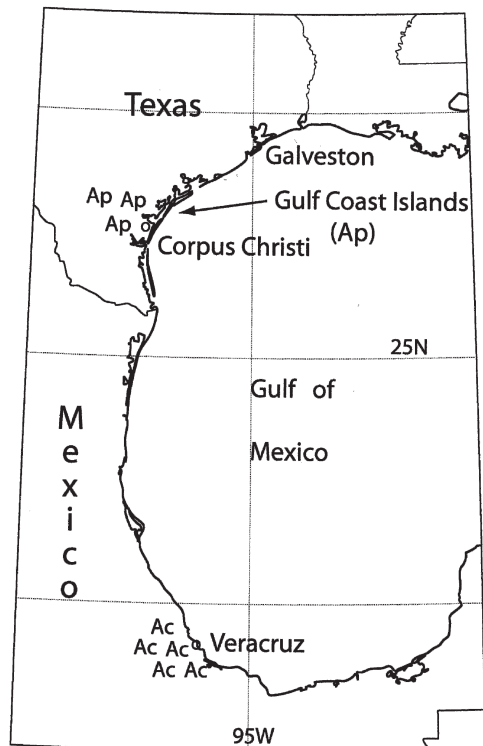 Texas
Galveston
Ap Ap
Gulf Coast Islands
Ap
(Ap)
Corpus Christi
25N
Gulf of
Mexico
Mexico
Ac
Ac Ac
Veracruz
Ac Ac
95W